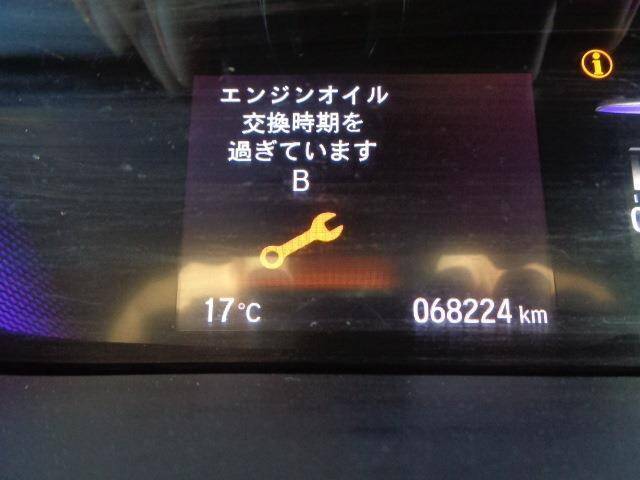 エンジンオイル
交換時期を
過ぎています
B
17°C
068224 km